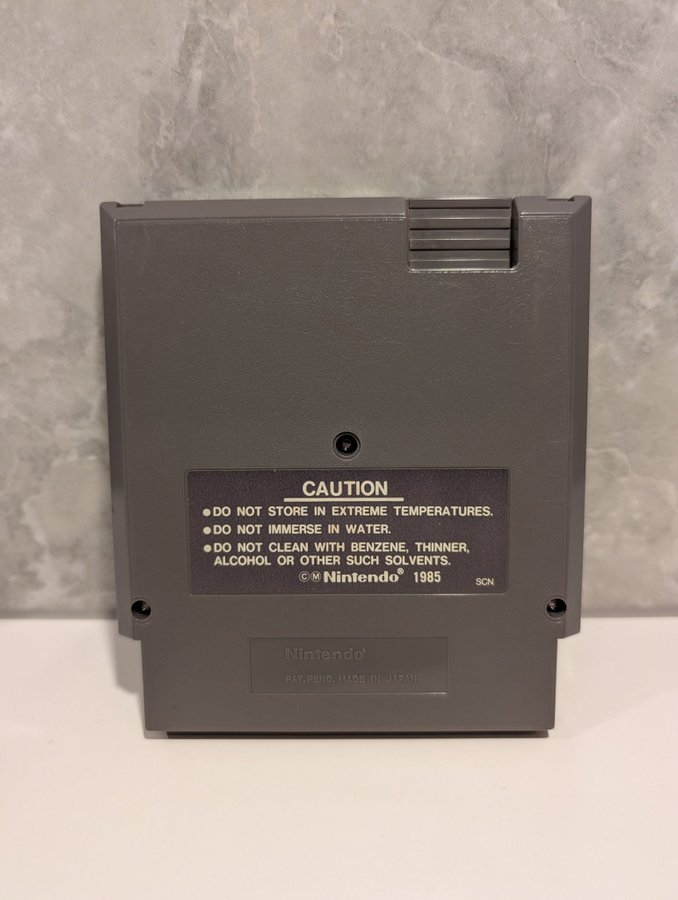 CAUTION
●DO NOT STORE IN EXTREME TEMPERATURES.
●DO NOT IMMERSE IN WATER.
●DO NOT CLEAN WITH BENZENE, THINNER,
ALCOHOL OR OTHER SUCH SOLVENTS.
ⒸⓂNintendo® 1985 SCN
Nintendo®
PAT. PEND. MADE IN JAPAN